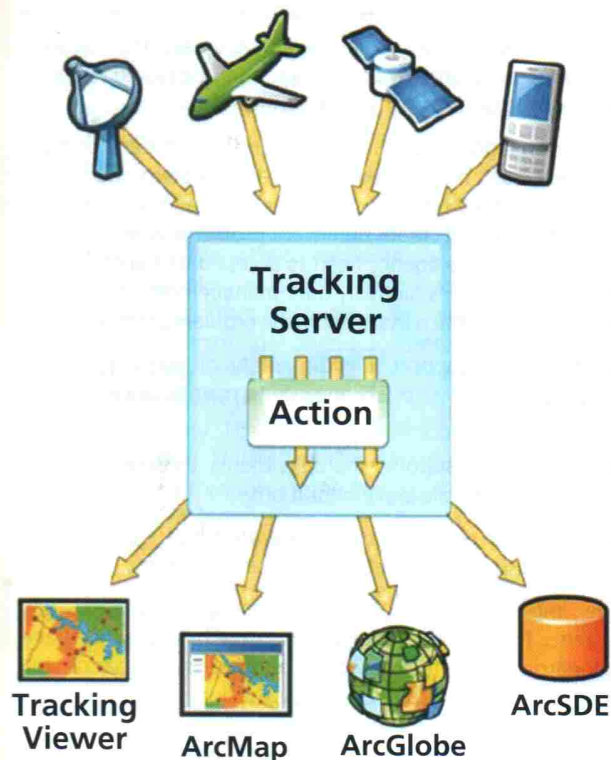 Tracking
Server
Action
Tracking
Viewer
ArcMap
ArcGlobe
ArcSDE